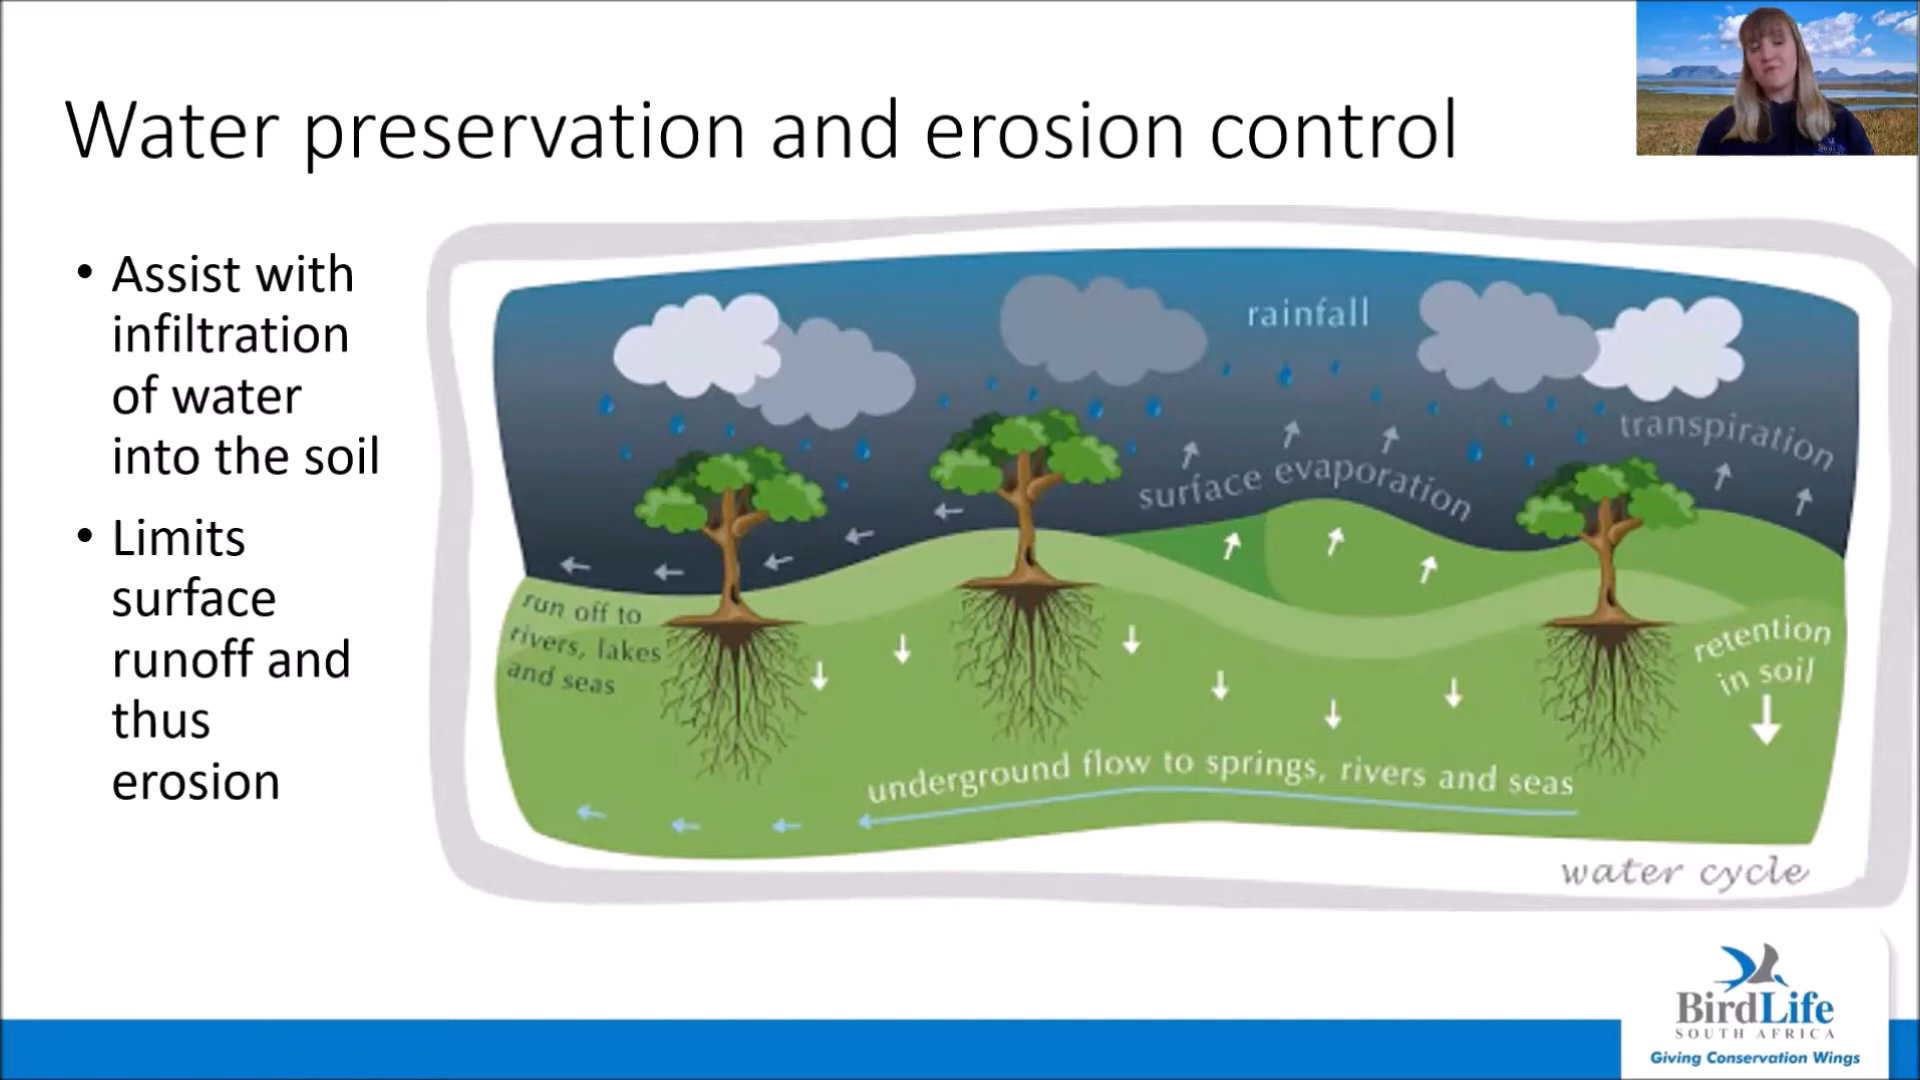 Water preservation and erosion control
• Assist with
infiltration
of water
into the soil
• Limits
surface
runoff and
thus
erosion
rainfall
transpiration
surface evaporation
run off to
rivers, lakes
and seas
retention
in soil
underground flow to springs, rivers and seas
water cycle
BirdLife
SOUTH AFRICA
Giving Conservation Wings